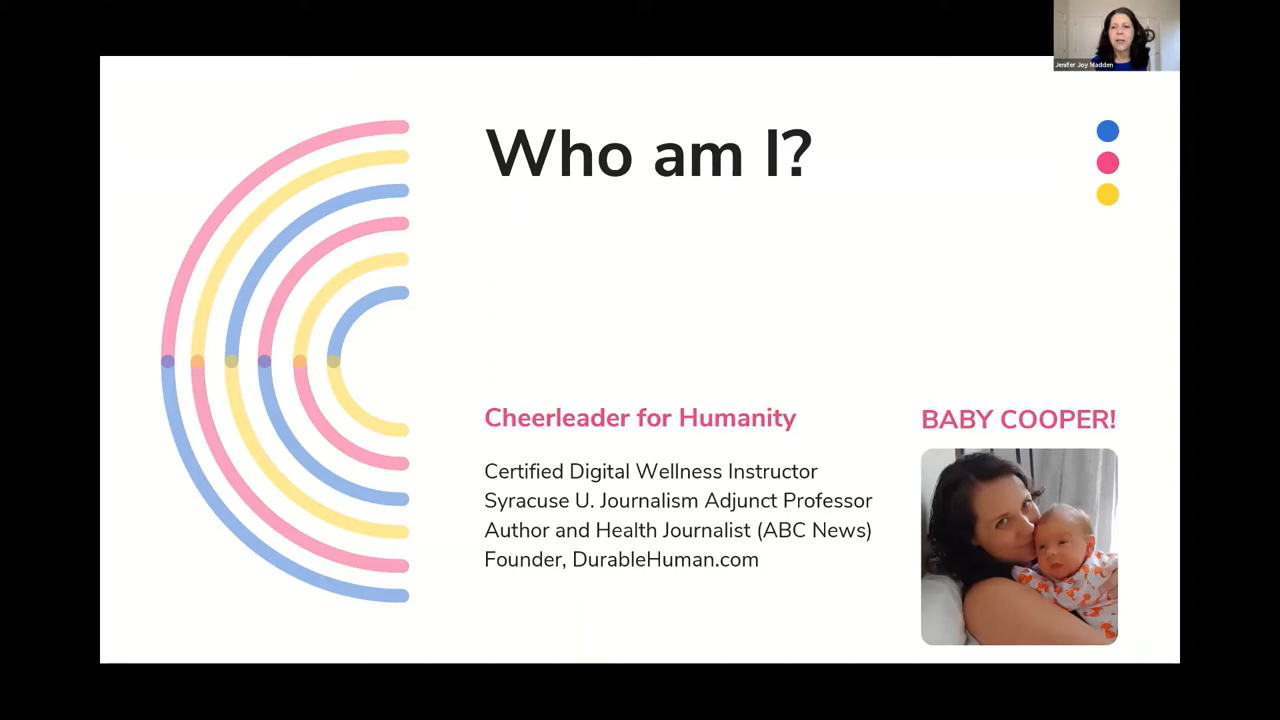 Jenifer Joy Madden
Who am I?
Cheerleader for Humanity
Certified Digital Wellness Instructor
Syracuse U. Journalism Adjunct Professor
Author and Health Journalist (ABC News)
Founder, DurableHuman.com
BABY COOPER!